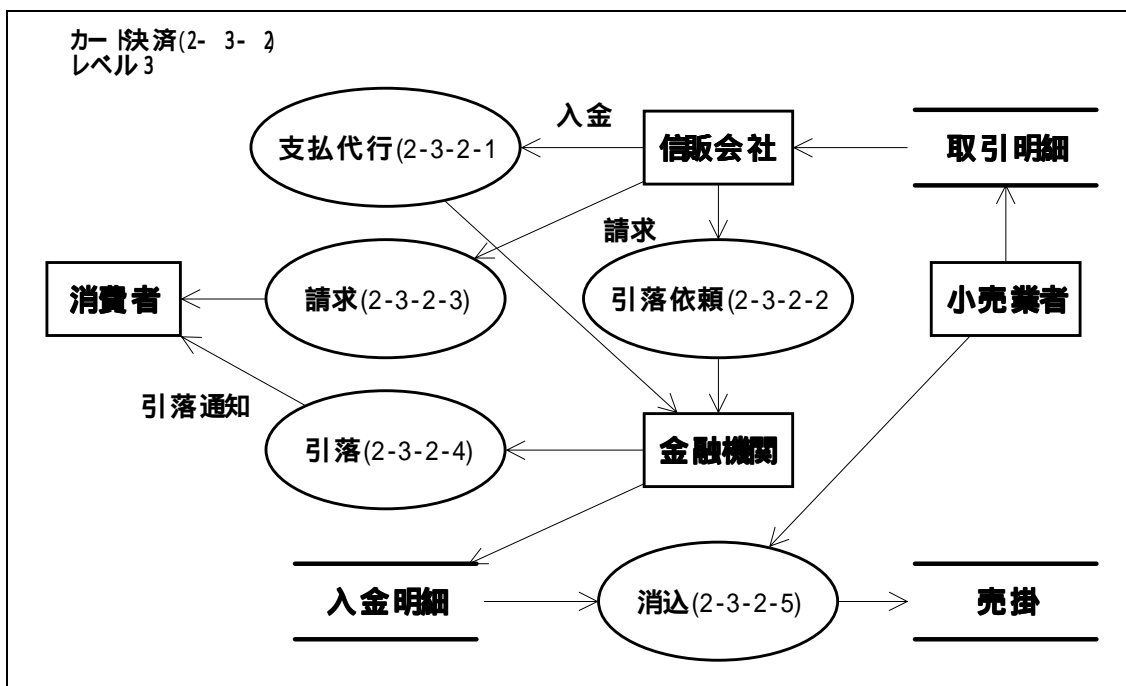 カード決済(2- 3- 2)
レベル3
入金
支払代行(2-3-2-1
信販会社
取引明細
請求
消費者
請求(2-3-2-3)
引落依頼(2-3-2-2
小売業者
引落通知
引落(2-3-2-4)
金融機関
入金明細
消込(2-3-2-5)
売掛